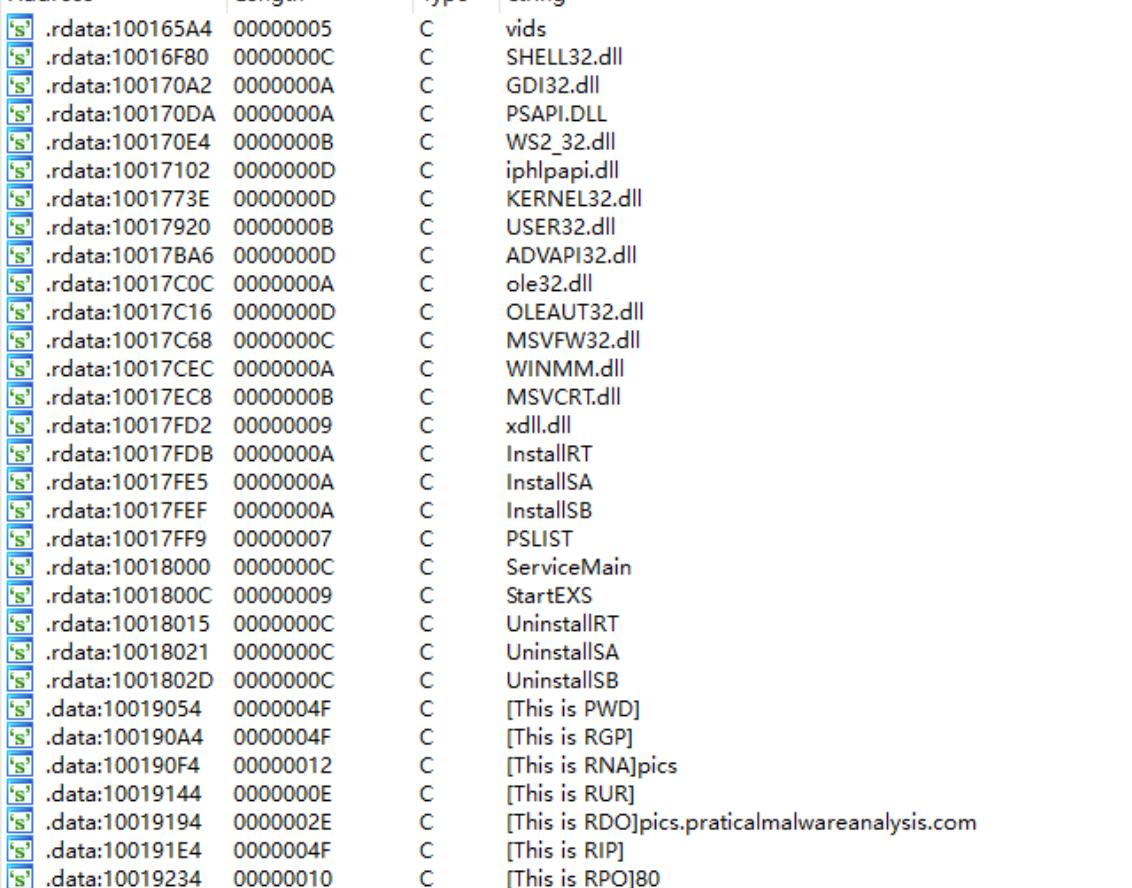 .rdata:100165A4 00000005 C vids
.rdata:10016F80 0000000C C SHELL32.dll
.rdata:100170A2 0000000A C GDI32.dll
.rdata:100170DA 0000000A C PSAPI.DLL
.rdata:100170E4 0000000B C WS2_32.dll
.rdata:10017102 0000000D C iphlpapi.dll
.rdata:1001773E 0000000D C KERNEL32.dll
.rdata:10017920 0000000B C USER32.dll
.rdata:10017BA6 0000000D C ADVAPI32.dll
.rdata:10017C0C 0000000A C ole32.dll
.rdata:10017C16 0000000D C OLEAUT32.dll
.rdata:10017C68 0000000C C MSVFW32.dll
.rdata:10017CEC 0000000A C WINMM.dll
.rdata:10017EC8 0000000B C MSVCRT.dll
.rdata:10017FD2 00000009 C xdll.dll
.rdata:10017FDB 0000000A C InstallRT
.rdata:10017FE5 0000000A C InstallSA
.rdata:10017FEF 0000000A C InstallSB
.rdata:10017FF9 00000007 C PSLIST
.rdata:10018000 0000000C C ServiceMain
.rdata:1001800C 00000009 C StartEXS
.rdata:10018015 0000000C C UninstallRT
.rdata:10018021 0000000C C UninstallSA
.rdata:1001802D 0000000C C UninstallSB
.data:10019054 0000004F C [This is PWD]
.data:100190A4 0000004F C [This is RGP]
.data:100190F4 00000012 C [This is RNA]pics
.data:10019144 0000000E C [This is RUR]
.data:10019194 0000002E C [This is RDO]pics.praticalmalwareanalysis.com
.data:100191E4 0000004F C [This is RIP]
.data:10019234 00000010 C [This is RPO]80